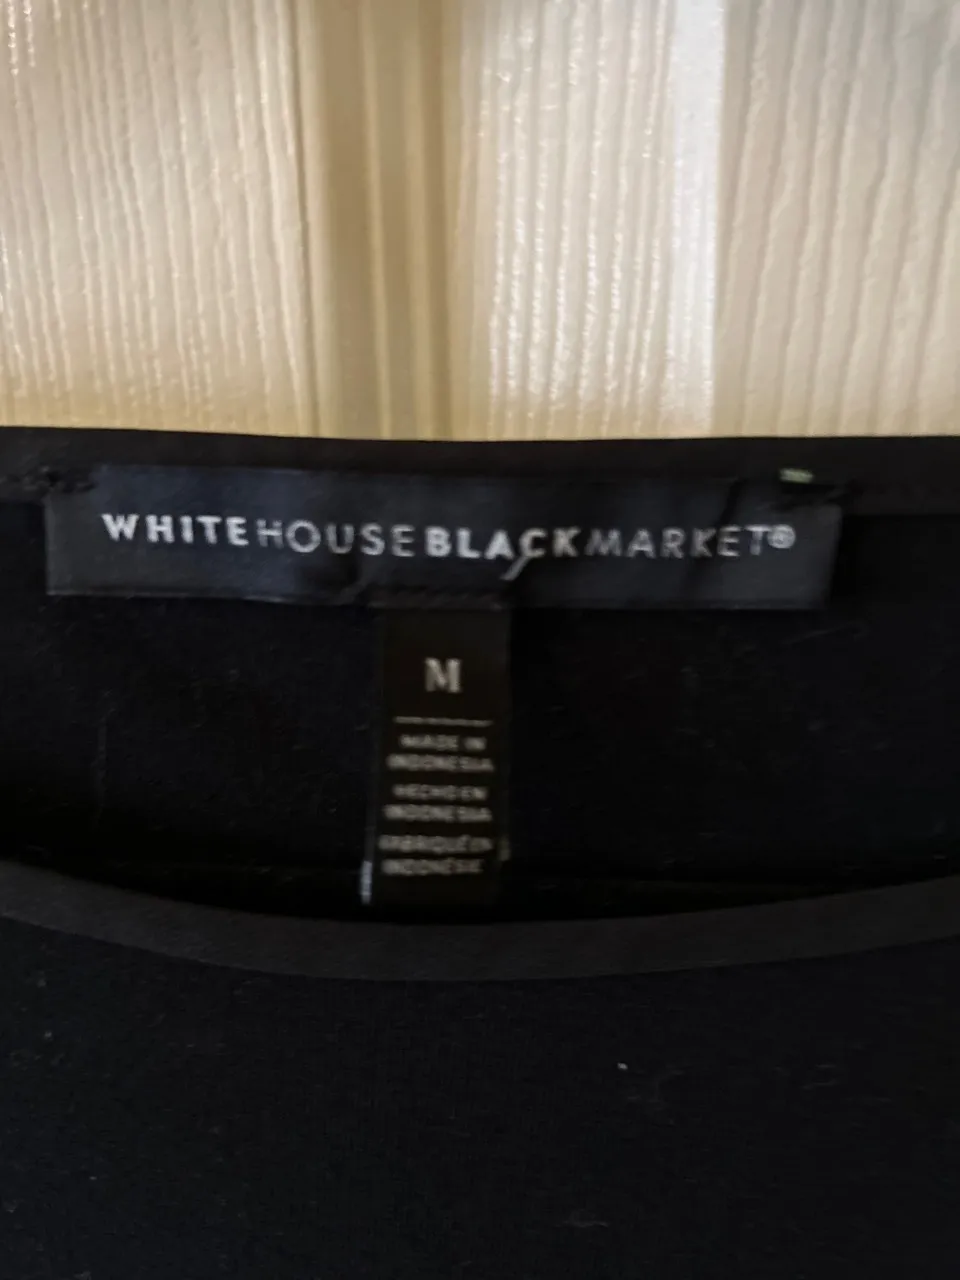 WHITEHOUSEBLACKMARKET®
M
MADE IN
INDONESIA
HECHO EN
INDONESIA
FABRIQUÉ EN
INDONÉSIE